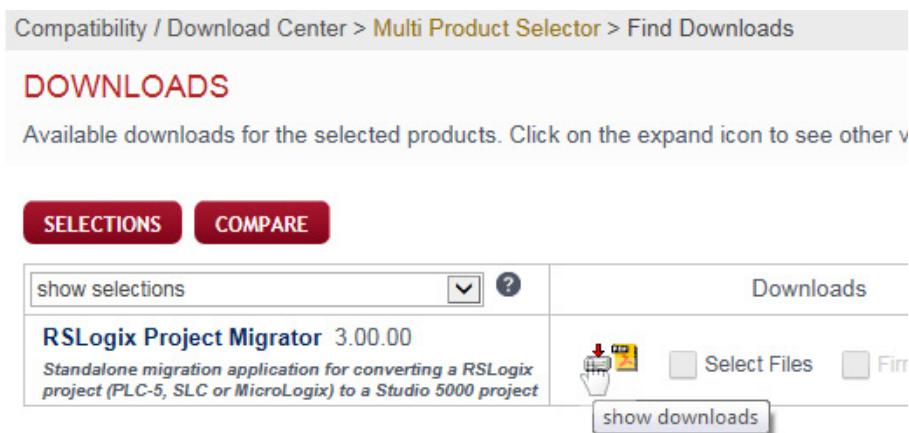 Compatibility / Download Center > Multi Product Selector > Find Downloads
DOWNLOADS
Available downloads for the selected products. Click on the expand icon to see other v
SELECTIONS
COMPARE
show selections
?
Downloads
RSLogix Project Migrator 3.00.00
Standalone migration application for converting a RSLogix
project (PLC-5, SLC or MicroLogix) to a Studio 5000 project
Select Files
Firm
show downloads